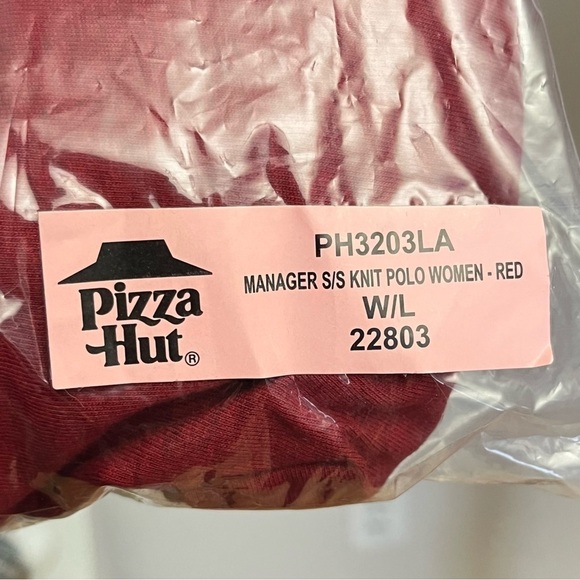 Pizza
Hut®
PH3203LA
MANAGER S/S KNIT POLO WOMEN - RED
W/L
22803